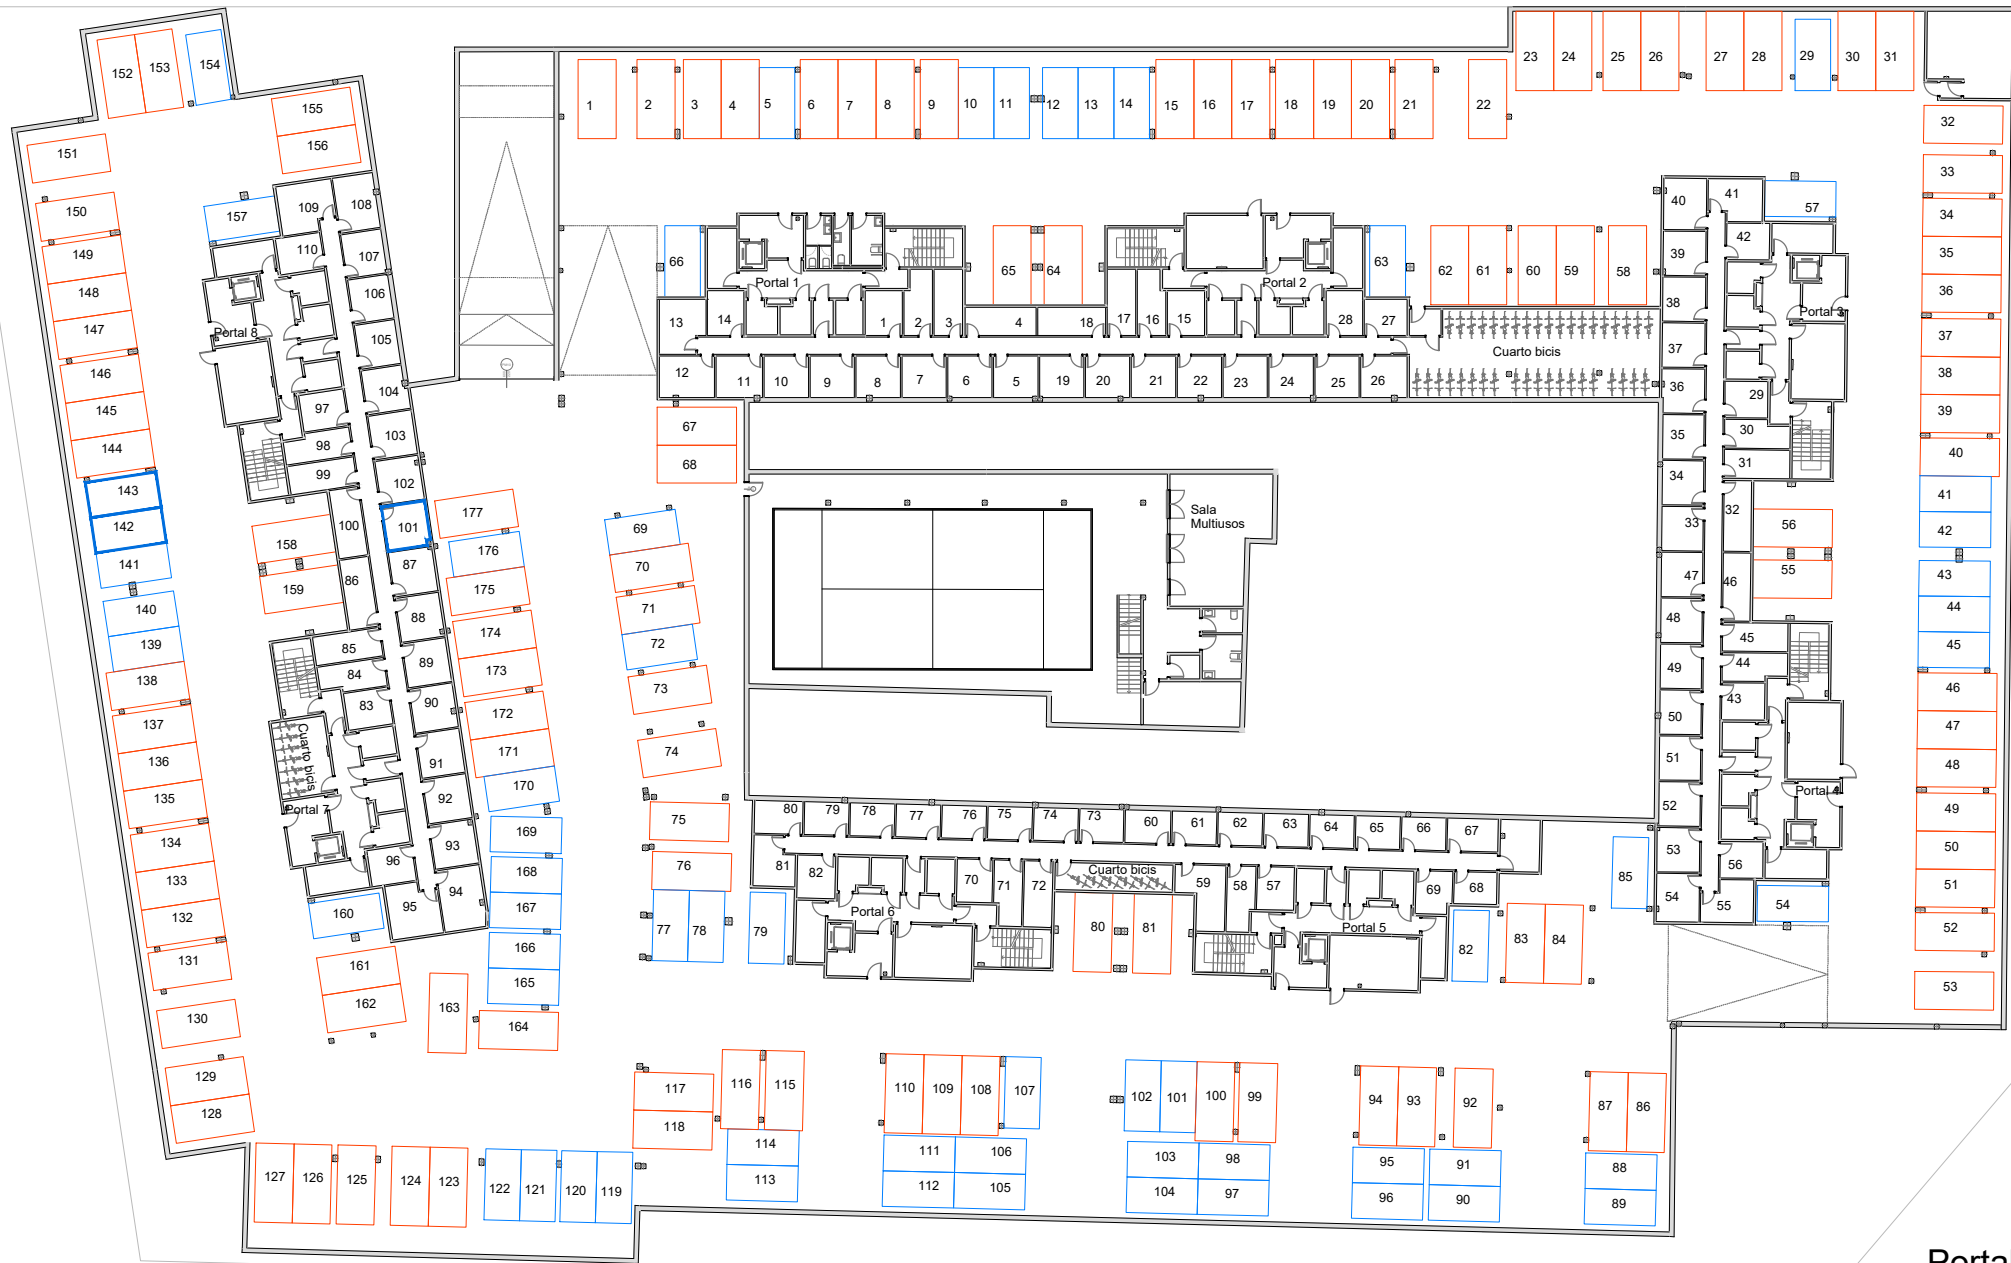 23 24 25 26 27 28 29 30 31
152 153 154
1 2 3 4 5 6 7 8 9 10 11 12 13 14 15 16 17 18 19 20 21 22
155
156
32
151
33
150 157 109 108 40 41 57 34
149 110 107 66 65 64 63 62 61 60 59 58 39 42 35
148 106 Portal 1 Portal 2 38 36
147 Portal 8 105 13 14 1 2 3 4 18 17 16 15 28 27 37 Portal 3 37
Cuarto bicis
146 104 12 11 10 9 8 7 6 5 19 20 21 22 23 24 25 26 36 38
145 97 103 67 35 29 30 39
144 98 99 102 68 34 31 40
143 100 101 177 Sala
Multiusos
33 32 41
142 158 176 69 56 42
141 159 86 87 175 70 47 46 55 43
140 88 174 71 48 44
139 85 89 173 72 49 45 44 45
138 84 83 90 172 73 50 43 46
137 Cuarto bicis 91 171 74 51 47
136 92 170 48
135 Portal 7 93 169 75 80 79 78 77 76 75 74 73 60 61 62 63 64 65 66 67 52 Portal 4 49
134 96 168 76 81 82 70 71 72 Cuarto bicis 59 58 57 69 68 53 56 50
133 95 94 167 85 54 55 54 51
132 160 166 77 78 79 Portal 6 80 81 Portal 5 82 83 84 52
131 161 165 53
130 162 163 164
129 117 116 115 110 109 108 107 102 101 100 99 94 93 92 87 86
128 118 114 111 106 103 98 95 91 88
127 126 125 124 123 122 121 120 119 113 112 105 104 97 96 90 89